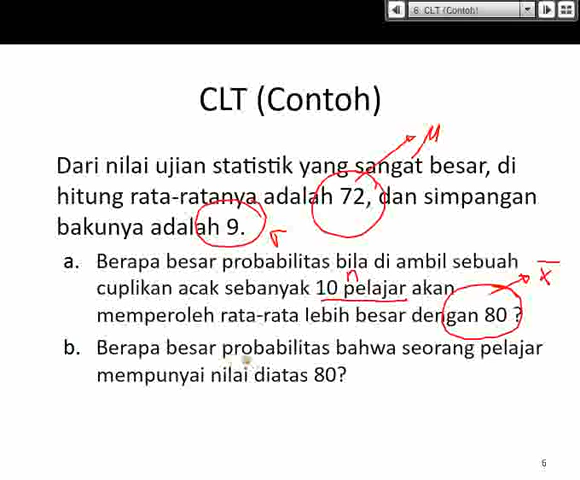 6 CLT (Contoh)
CLT (Contoh)
μ
Dari nilai ujian statistik yang sangat besar, di
hitung rata-ratanya adalah 72, dan simpangan
bakunya adalah 9. σ
a. Berapa besar probabilitas bila di ambil sebuah x̄
n
cuplikan acak sebanyak 10 pelajar akan
memperoleh rata-rata lebih besar dengan 80 ?
b. Berapa besar probabilitas bahwa seorang pelajar
mempunyai nilai diatas 80?
6